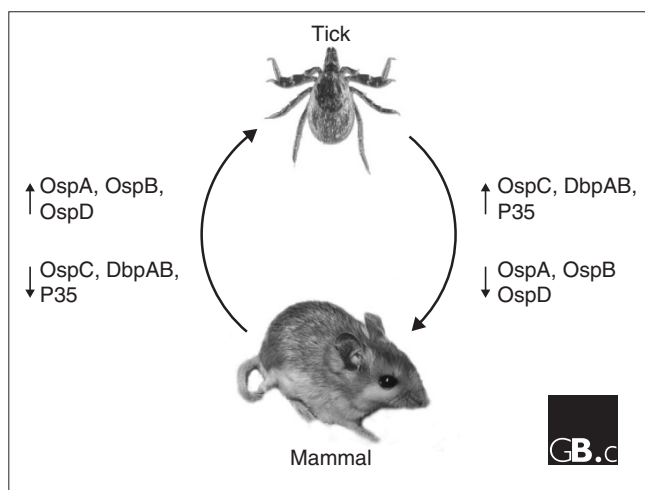 Tick
↑ OspA, OspB,
OspD
↓ OspC, DbpAB,
P35
↑ OspC, DbpAB,
P35
↓ OspA, OspB
OspD
Mammal
GB.c